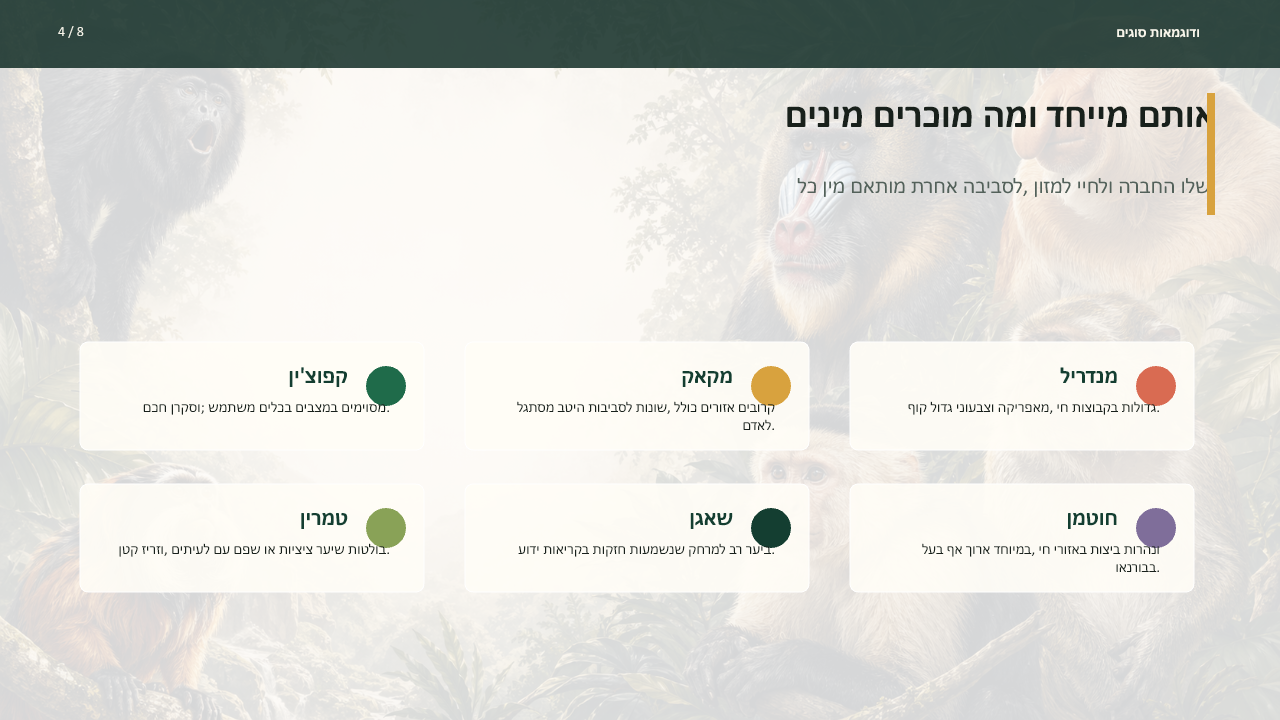 ודוגמאות סוגים
4 / 8
אותם מייחד ומה מוכרים מינים
שלו החברה ולחיי למזון ,לסביבה אחרת מותאם מין כל
מנדריל
.גדולות בקבוצות חי ,מאפריקה וצבעוני גדול קוף
מקאק
קרובים אזורים כולל ,שונות לסביבות היטב מסתגל
.לאדם
קפוצ'ין
.מסוימים במצבים בכלים משתמש ;וסקרן חכם
חוטמן
ונהרות ביצות באזורי חי ,במיוחד ארוך אף בעל
.בבורנאו
שאגן
.ביער רב למרחק שנשמעות חזקות בקריאות ידוע
טמרין
.בולטות שיער ציציות או שפם עם לעיתים ,וזריז קטן